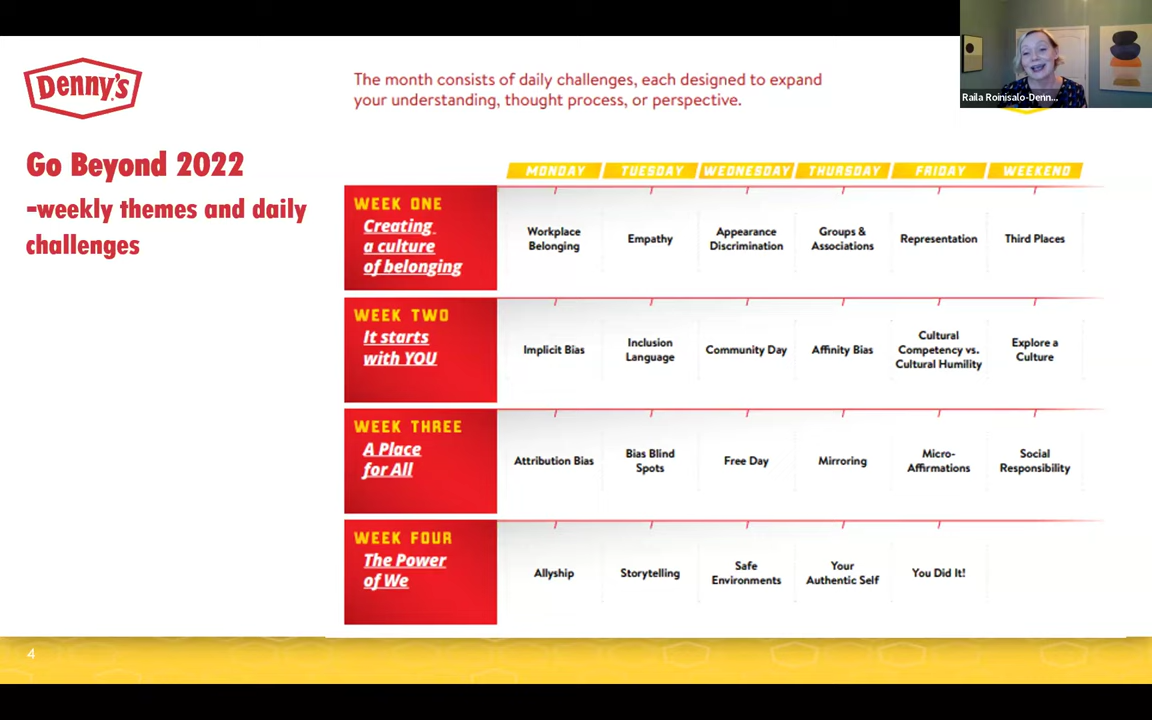 Denny's
The month consists of daily challenges, each designed to expand
your understanding, thought process, or perspective.
Raila Roinisalo-Denn...
Go Beyond 2022
-weekly themes and daily
challenges
MONDAY TUESDAY WEDNESDAY THURSDAY FRIDAY WEEKEND
WEEK ONE
Creating
a culture
of belonging
Workplace
Belonging
Empathy
Appearance
Discrimination
Groups &
Associations
Representation
Third Places
WEEK TWO
It starts
with YOU
Implicit Bias
Inclusion
Language
Community Day
Affinity Bias
Cultural
Competency vs.
Cultural Humility
Explore a
Culture
WEEK THREE
A Place
for All
Attribution Bias
Bias Blind
Spots
Free Day
Mirroring
Micro-
Affirmations
Social
Responsibility
WEEK FOUR
The Power
of We
Allyship
Storytelling
Safe
Environments
Your
Authentic Self
You Did It!
4